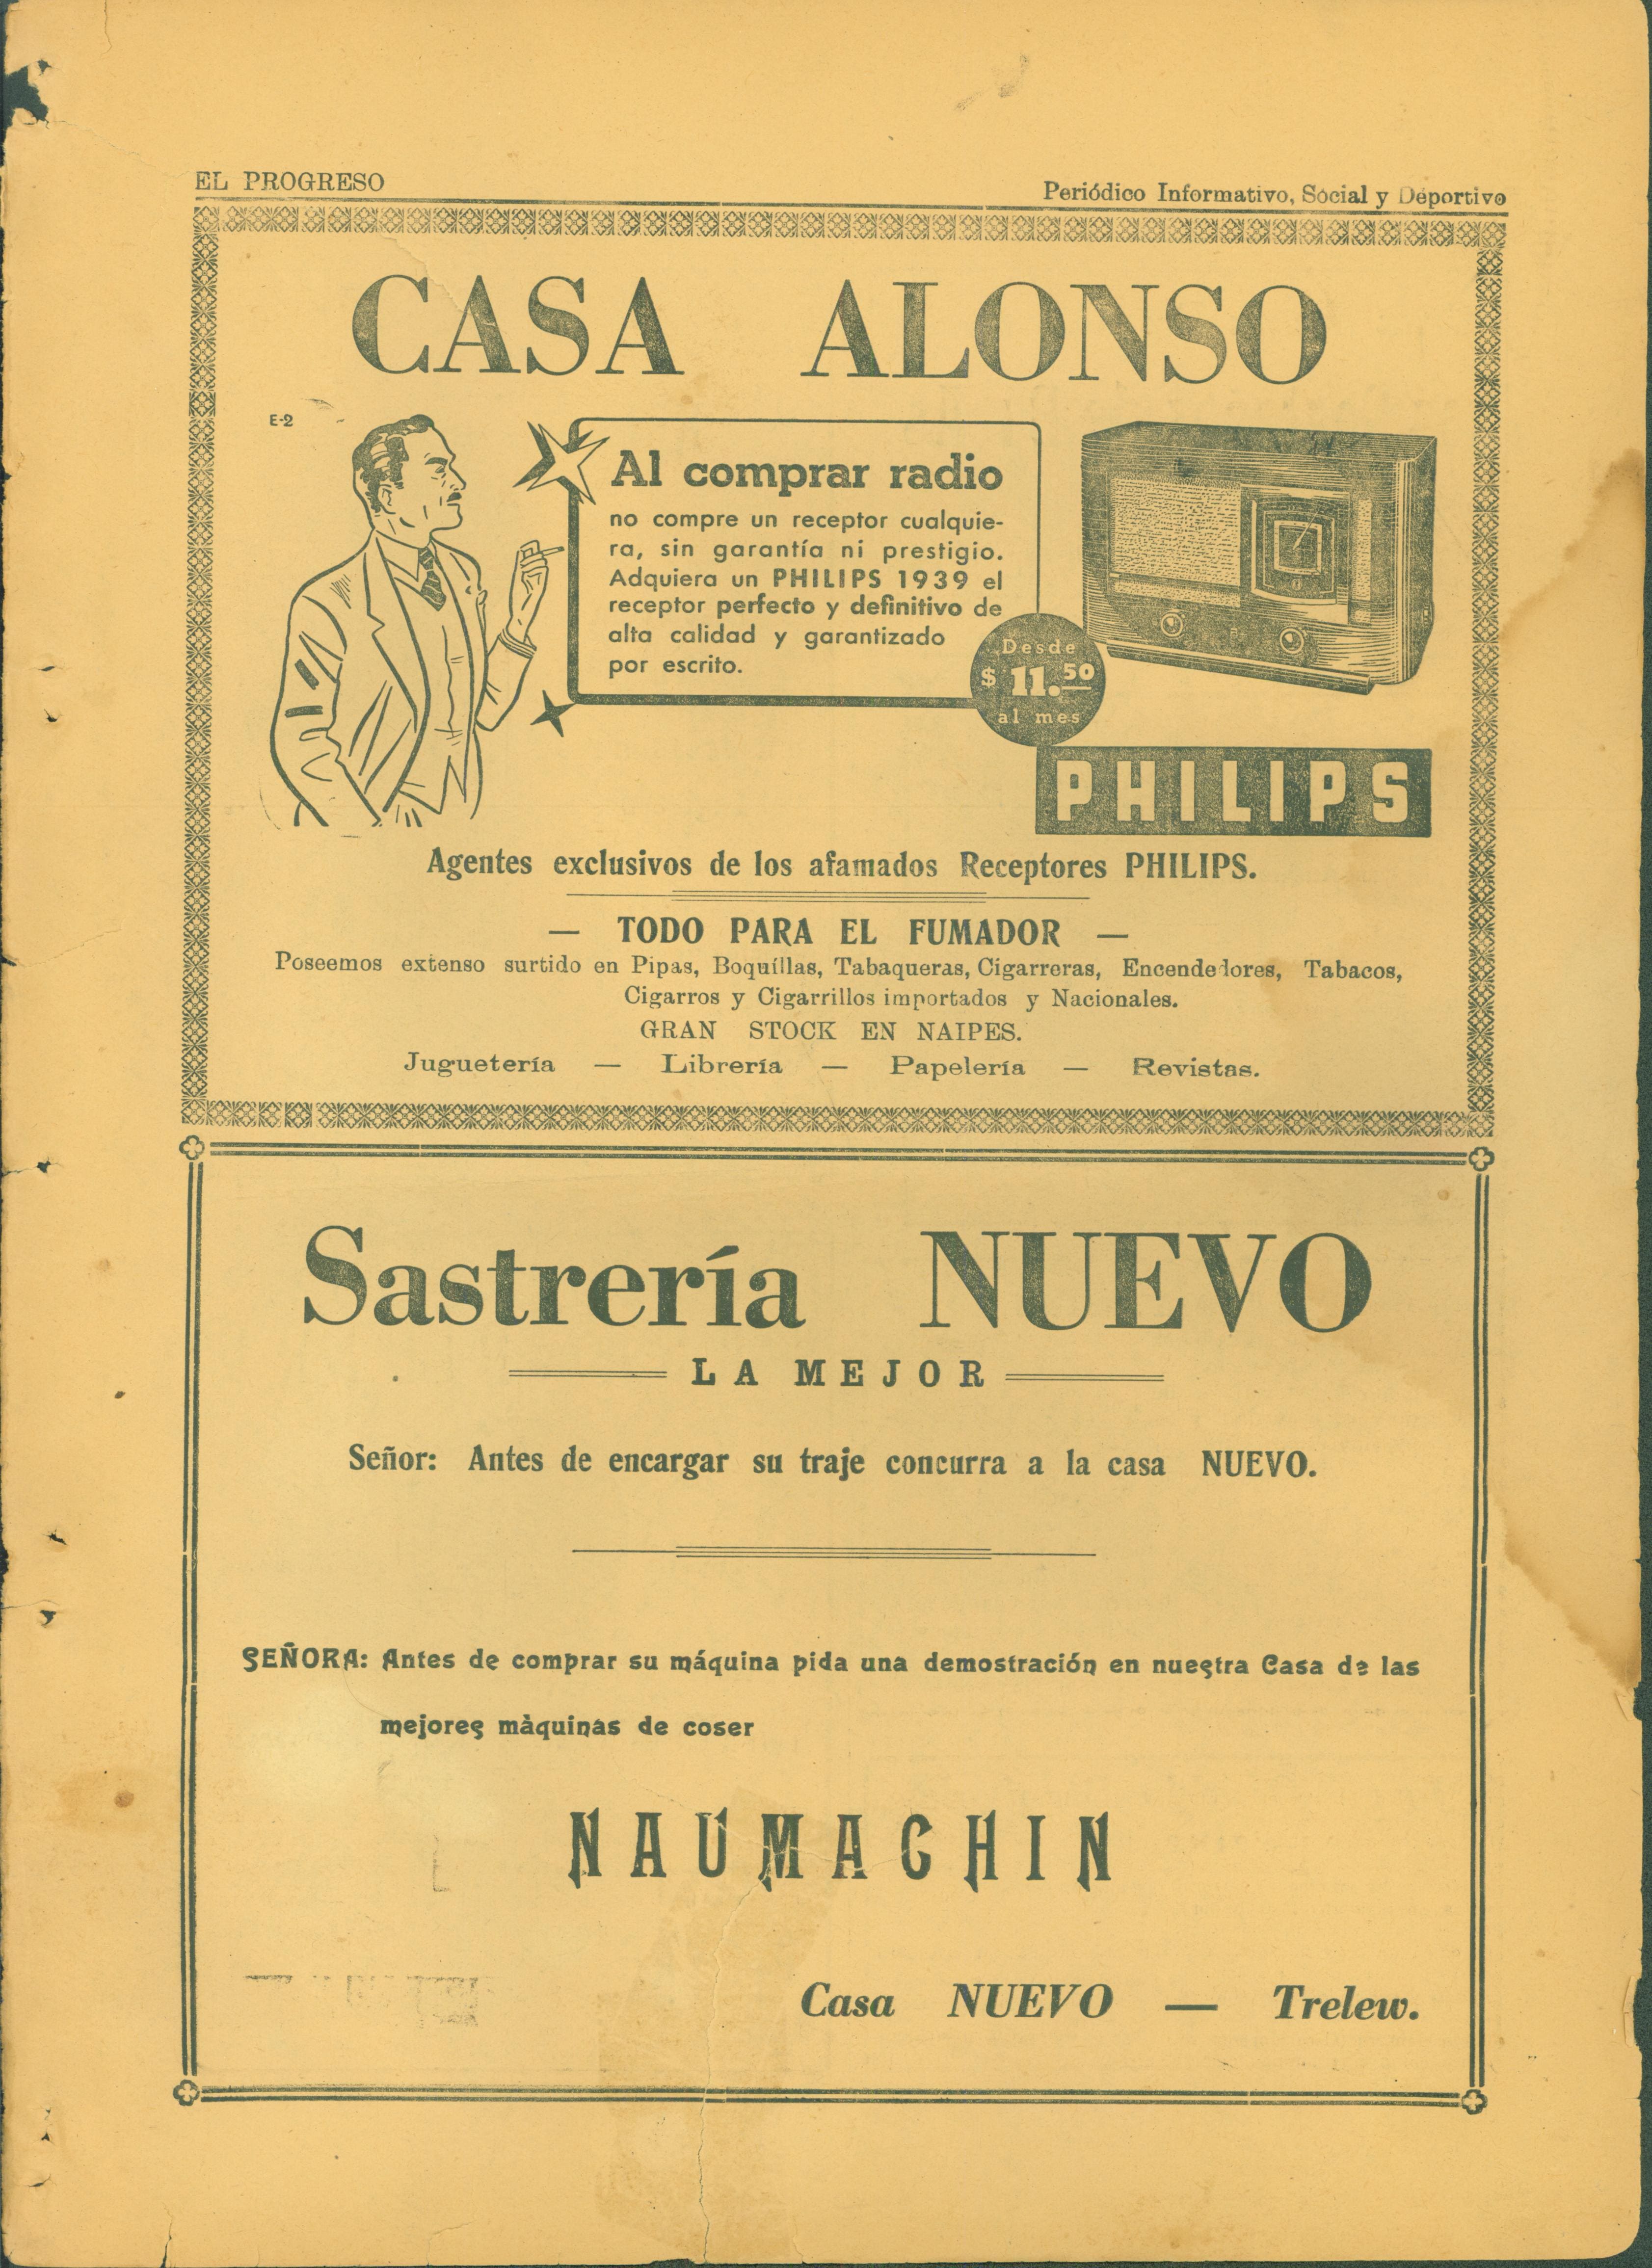 EL PROGRESO
Periódico Informativo, Social y Deportivo
CASA ALONSO
E-2
Al comprar radio
no compre un receptor cualquie-
ra, sin garantía ni prestigio.
Adquiera un PHILIPS 1939 el
receptor perfecto y definitivo de
alta calidad y garantizado
por escrito.
Desde
$ 11.50
al mes
PHILIPS
Agentes exclusivos de los afamados Receptores PHILIPS.
— TODO PARA EL FUMADOR —
Poseemos extenso surtido en Pipas, Boquíllas, Tabaqueras, Cigarreras, Encendedores, Tabacos,
Cigarros y Cigarrillos importados y Nacionales.
GRAN STOCK EN NAIPES.
Juguetería — Librería — Papelería — Revistas.
Sastrería NUEVO
LA MEJOR
Señor: Antes de encargar su traje concurra a la casa NUEVO.
SEÑORA: Antes de comprar su máquina pida una demostración en nuestra Casa de las
mejores màquinas de coser
NAUMACHIN
Casa NUEVO — Trelew.